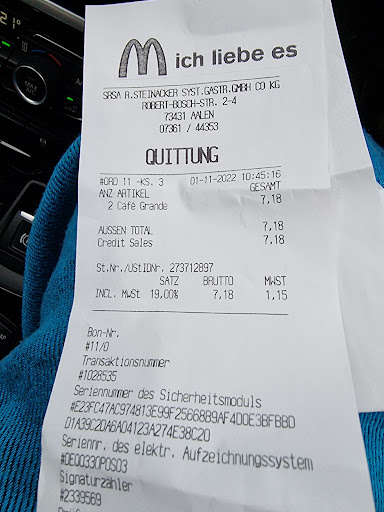 21°
M ich liebe es
SRSA R.STEINACKER SYST.GASTR.GMBH CO KG
ROBERT-BOSCH-STR. 2-4
73431 AALEN
07361 / 44353
QUITTUNG
#ORD 11 -KS. 3 01-11-2022 10:45:16
ANZ ARTIKEL GESAMT
2 Café Grande 7,18
AUSSEN TOTAL 7,18
Credit Sales 7,18
St.Nr./UStIDNr. 273712897
SATZ BRUTTO MWST
INCL. MwSt 19,00% 7,18 1,15
Bon-Nr.
#11/0
Transaktionsnummer
#1028535
Seriennummer des Sicherheitsmoduls
#E23FC47AC974813E99F2566889AF4D0E3BFBBD
01A39C2DA6A04123A274E38C20
Seriennr. des elektr. Aufzeichnungssystem
#DE0033OPOS03
Signaturzähler
#2339569